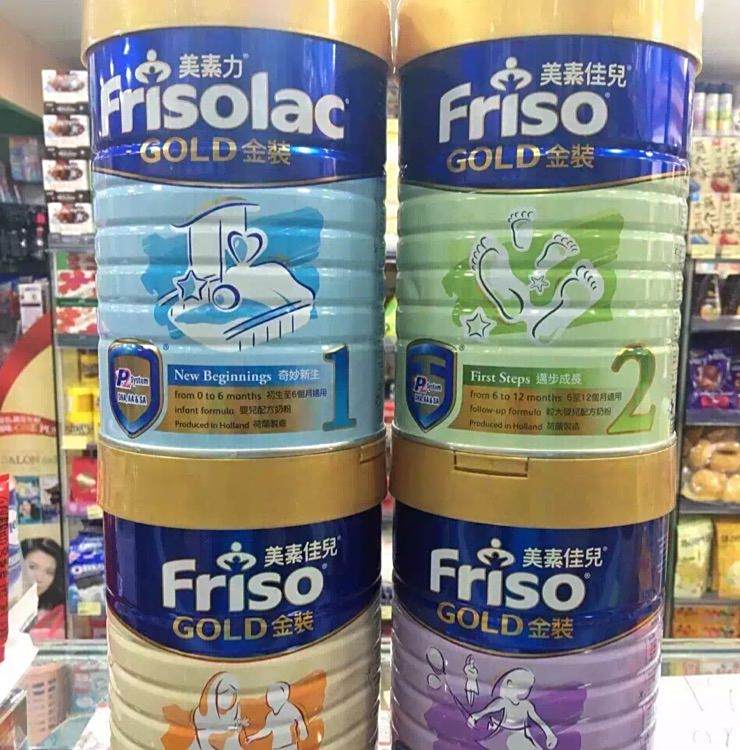 美素力
Frisolac
GOLD 金裝
New Beginnings 奇妙新生
from 0 to 6 months 初生至6個月適用
infant formula 嬰兒配方奶粉
Produced in Holland 荷蘭製造
1
美素佳兒
Friso
GOLD 金裝
First Steps 邁步成長
from 6 to 12 months 6至12個月適用
follow-up formula 較大嬰兒配方奶粉
Produced in Holland 荷蘭製造
2
美素佳兒
Friso
GOLD 金裝
美素佳兒
Friso
GOLD 金裝